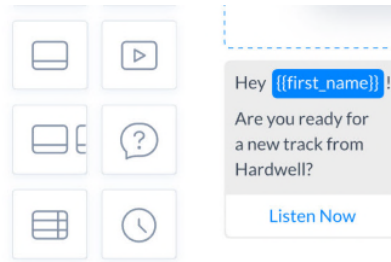 Hey {{first_name}} !
Are you ready for
a new track from
Hardwell?
Listen Now